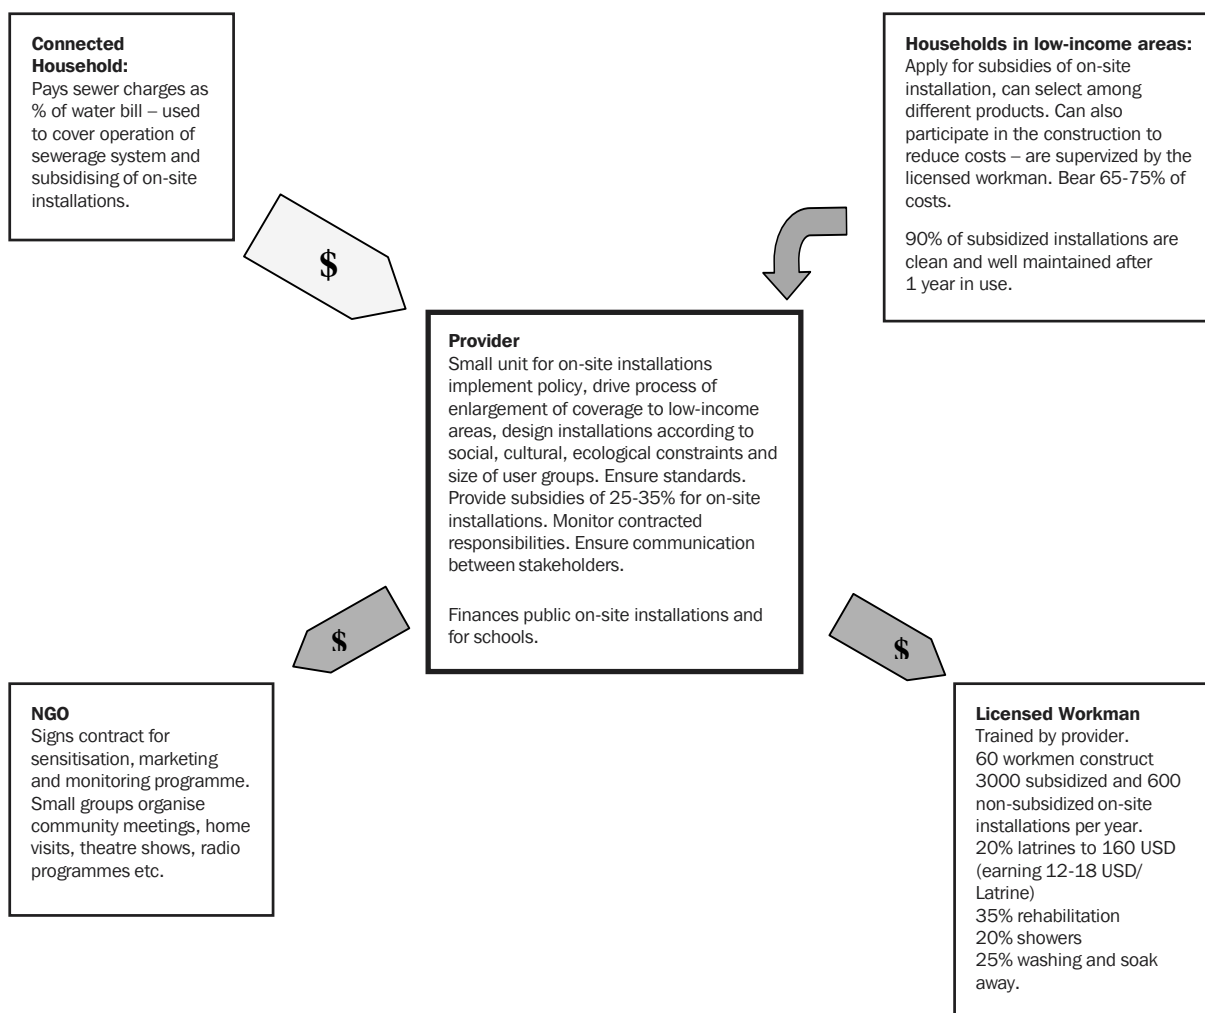 Connected
Household:
Pays sewer charges as
% of water bill – used
to cover operation of
sewerage system and
subsidising of on-site
installations.
Households in low-income areas:
Apply for subsidies of on-site
installation, can select among
different products. Can also
participate in the construction to
reduce costs – are supervized by the
licensed workman. Bear 65-75% of
costs.
90% of subsidized installations are
clean and well maintained after
1 year in use.
$
Provider
Small unit for on-site installations
implement policy, drive process of
enlargement of coverage to low-income
areas, design installations according to
social, cultural, ecological constraints and
size of user groups. Ensure standards.
Provide subsidies of 25-35% for on-site
installations. Monitor contracted
responsibilities. Ensure communication
between stakeholders.
Finances public on-site installations and
for schools.
$
$
NGO
Signs contract for
sensitisation, marketing
and monitoring programme.
Small groups organise
community meetings, home
visits, theatre shows, radio
programmes etc.
Licensed Workman
Trained by provider.
60 workmen construct
3000 subsidized and 600
non-subsidized on-site
installations per year.
20% latrines to 160 USD
(earning 12-18 USD/
Latrine)
35% rehabilitation
20% showers
25% washing and soak
away.